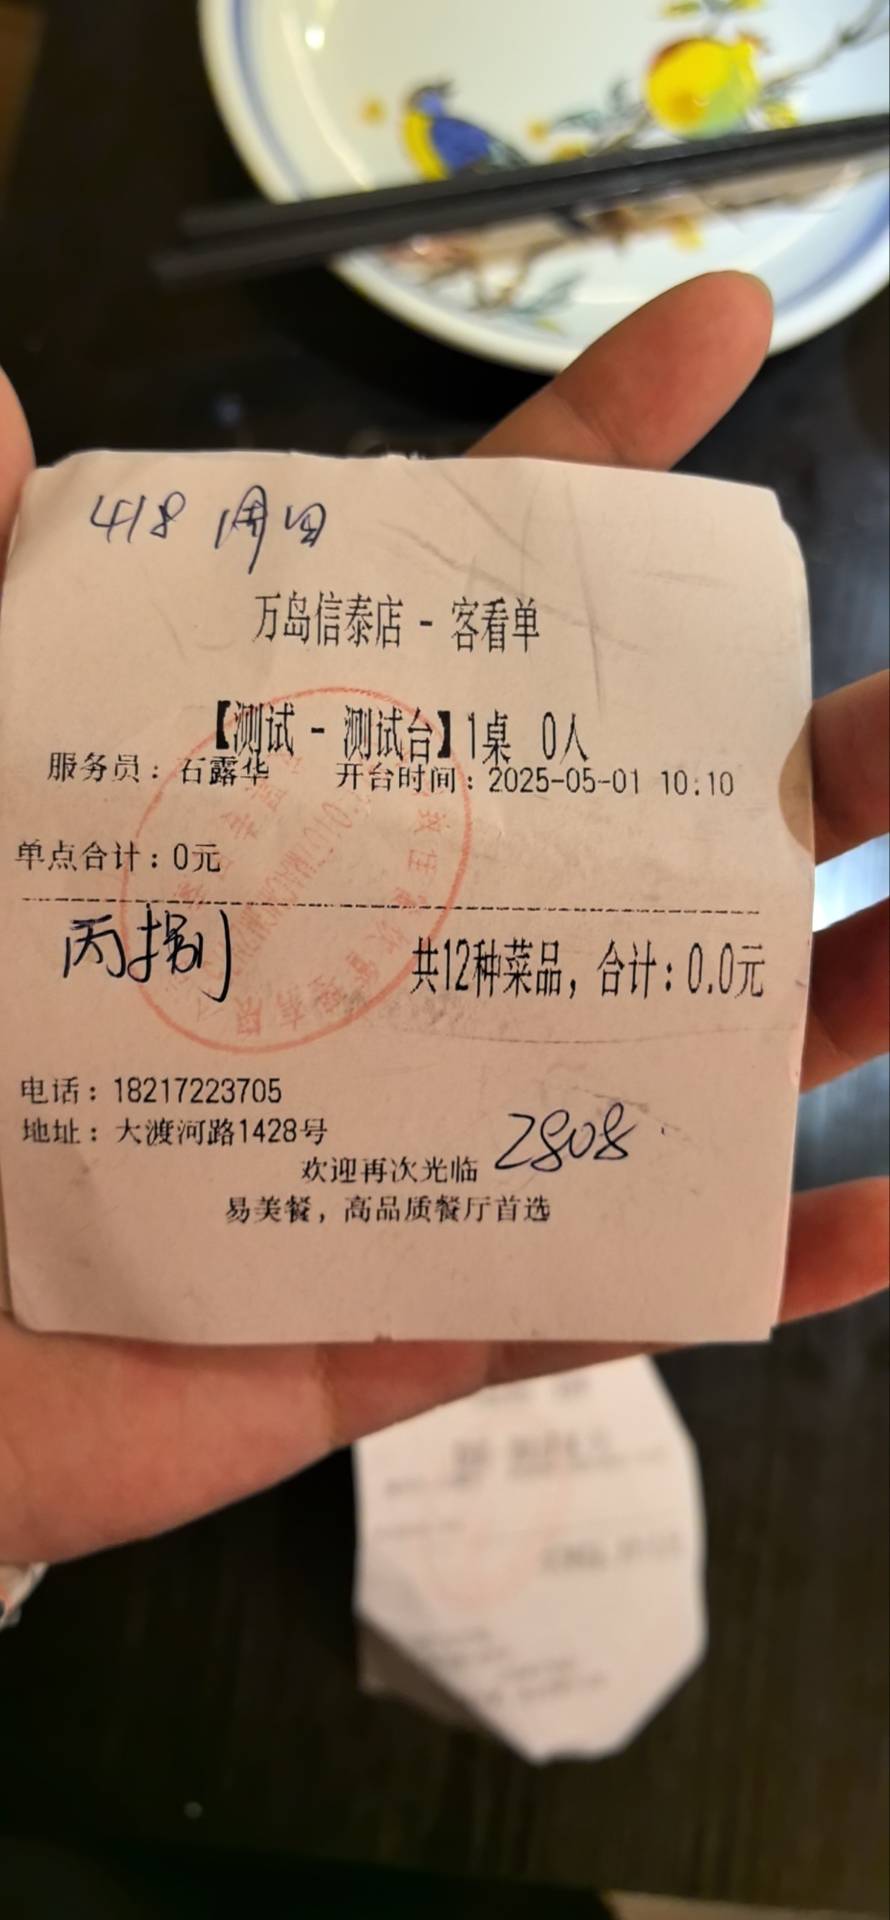 418 周日
万岛信泰店 - 客看单
【测试 - 测试台】1桌 0人
服务员：石露华 开台时间：2025-05-01 10:10
单点合计：0元
丙捌
共12种菜品，合计：0.0元
电话：18217223705
地址：大渡河路1428号
2808
欢迎再次光临
易美餐，高品质餐厅首选